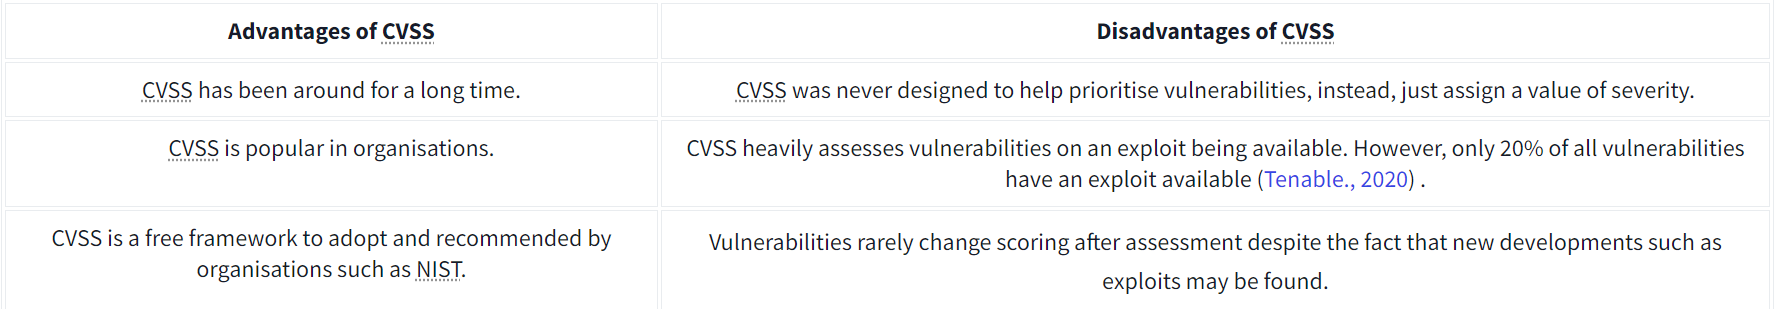 Advantages of CVSS
Disadvantages of CVSS
CVSS has been around for a long time.
CVSS was never designed to help prioritise vulnerabilities, instead, just assign a value of severity.
CVSS is popular in organisations.
CVSS heavily assesses vulnerabilities on an exploit being available. However, only 20% of all vulnerabilities
have an exploit available (Tenable., 2020) .
CVSS is a free framework to adopt and recommended by
organisations such as NIST.
Vulnerabilities rarely change scoring after assessment despite the fact that new developments such as
exploits may be found.